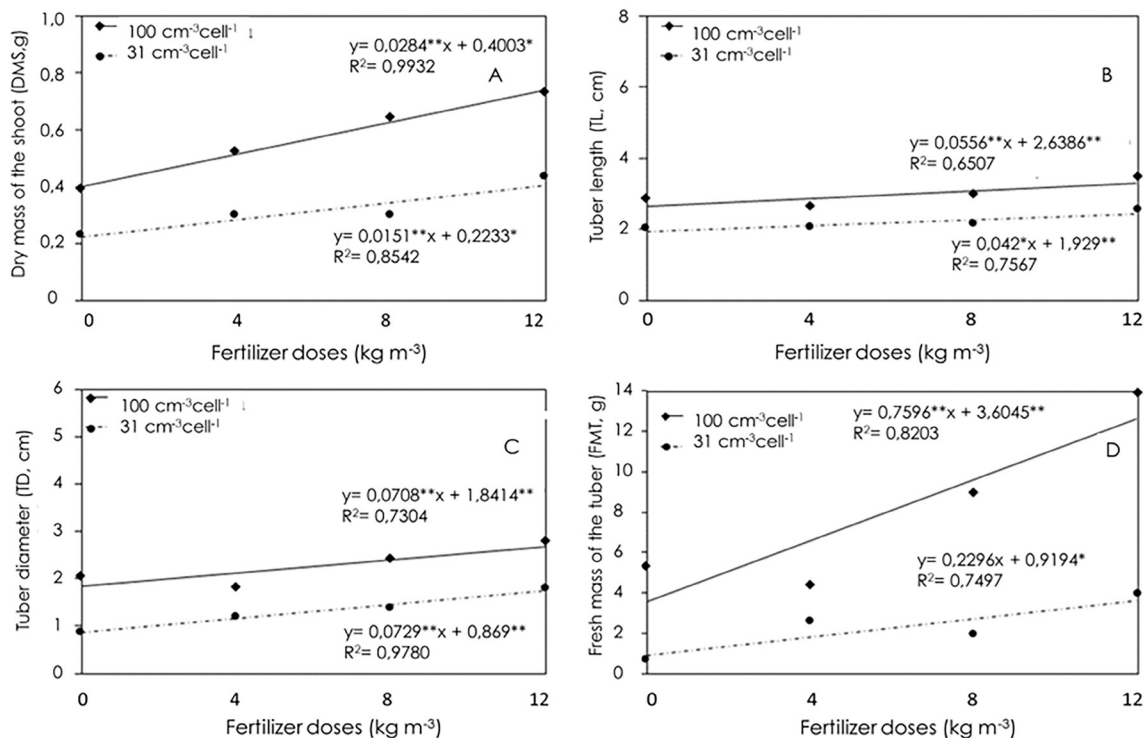 Dry mass of the shoot (DMS,g)
1,0
0,8
0,6
0,4
0,2
0
100 cm⁻³cell⁻¹
31 cm⁻³cell⁻¹
y= 0,0284**x + 0,4003*
R²= 0,9932
A
y= 0,0151**x + 0,2233*
R²= 0,8542
0 4 8 12
Fertilizer doses (kg m⁻³)
Tuber length (TL, cm)
8
6
4
2
0
100 cm⁻³cell⁻¹
31 cm⁻³cell⁻¹
B
y= 0,0556**x + 2,6386**
R²= 0,6507
y= 0,042*x + 1,929**
R²= 0,7567
0 4 8 12
Fertilizer doses (kg m⁻³)
Tuber diameter (TD, cm)
6
5
4
3
2
1
0
100 cm⁻³cell⁻¹
31 cm⁻³cell⁻¹
C
y= 0,0708**x + 1,8414**
R²= 0,7304
y= 0,0729**x + 0,869**
R²= 0,9780
0 4 8 12
Fertilizer doses (kg m⁻³)
Fresh mass of the tuber (FMT, g)
14
12
10
8
6
4
2
0
100 cm⁻³cell⁻¹
31 cm⁻³cell⁻¹
y= 0,7596**x + 3,6045**
R²= 0,8203
D
y= 0,2296x + 0,9194*
R²= 0,7497
0 4 8 12
Fertilizer doses (kg m⁻³)